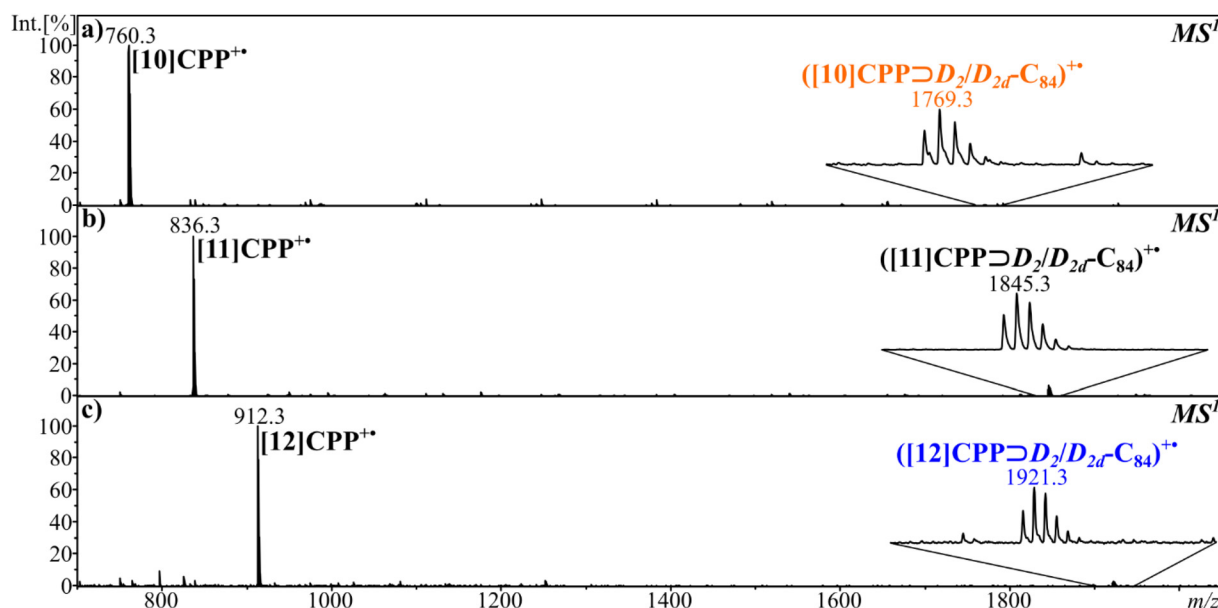 Int.[%]
a)
760.3
[10]CPP⁺•
MS¹
([10]CPP⊃D₂/D₂d-C₈₄)⁺•
1769.3
100
80
60
40
20
0
b)
836.3
[11]CPP⁺•
MS¹
([11]CPP⊃D₂/D₂d-C₈₄)⁺•
1845.3
100
80
60
40
20
0
c)
912.3
[12]CPP⁺•
MS¹
([12]CPP⊃D₂/D₂d-C₈₄)⁺•
1921.3
100
80
60
40
20
0
800 1000 1200 1400 1600 1800 m/z